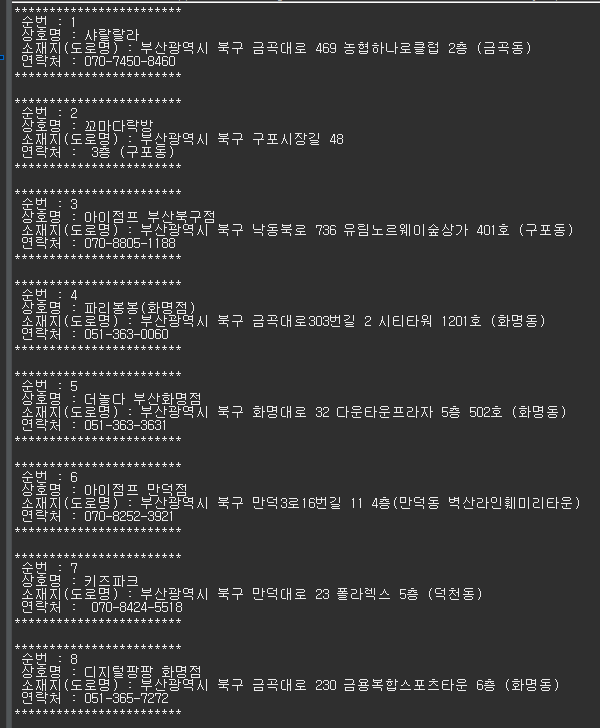 ************************
순번 : 1
상호명 : 샤랄랄라
소재지(도로명) : 부산광역시 북구 금곡대로 469 농협하나로클럽 2층 (금곡동)
연락처 : 070-7450-8460
************************
************************
순번 : 2
상호명 : 꼬마다락방
소재지(도로명) : 부산광역시 북구 구포시장길 48
연락처 :  3층 (구포동)
************************
************************
순번 : 3
상호명 : 아이점프 부산북구점
소재지(도로명) : 부산광역시 북구 낙동북로 736 유림노르웨이숲상가 401호 (구포동)
연락처 : 070-8805-1188
************************
************************
순번 : 4
상호명 : 파리봉봉(화명점)
소재지(도로명) : 부산광역시 북구 금곡대로303번길 2 시티타워 1201호 (화명동)
연락처 : 051-363-0060
************************
************************
순번 : 5
상호명 : 더놀다 부산화명점
소재지(도로명) : 부산광역시 북구 화명대로 32 다운타운프라자 5층 502호 (화명동)
연락처 : 051-363-3631
************************
************************
순번 : 6
상호명 : 아이점프 만덕점
소재지(도로명) : 부산광역시 북구 만덕3로16번길 11 4층(만덕동 벽산라인훼미리타운)
연락처 : 070-8252-3921
************************
************************
순번 : 7
상호명 : 키즈파크
소재지(도로명) : 부산광역시 북구 만덕대로 23 플라렉스 5층 (덕천동)
연락처 :  070-8424-5518
************************
************************
순번 : 8
상호명 : 디지털팡팡 화명점
소재지(도로명) : 부산광역시 북구 금곡대로 230 금용복합스포츠타운 6층 (화명동)
연락처 : 051-365-7272
************************